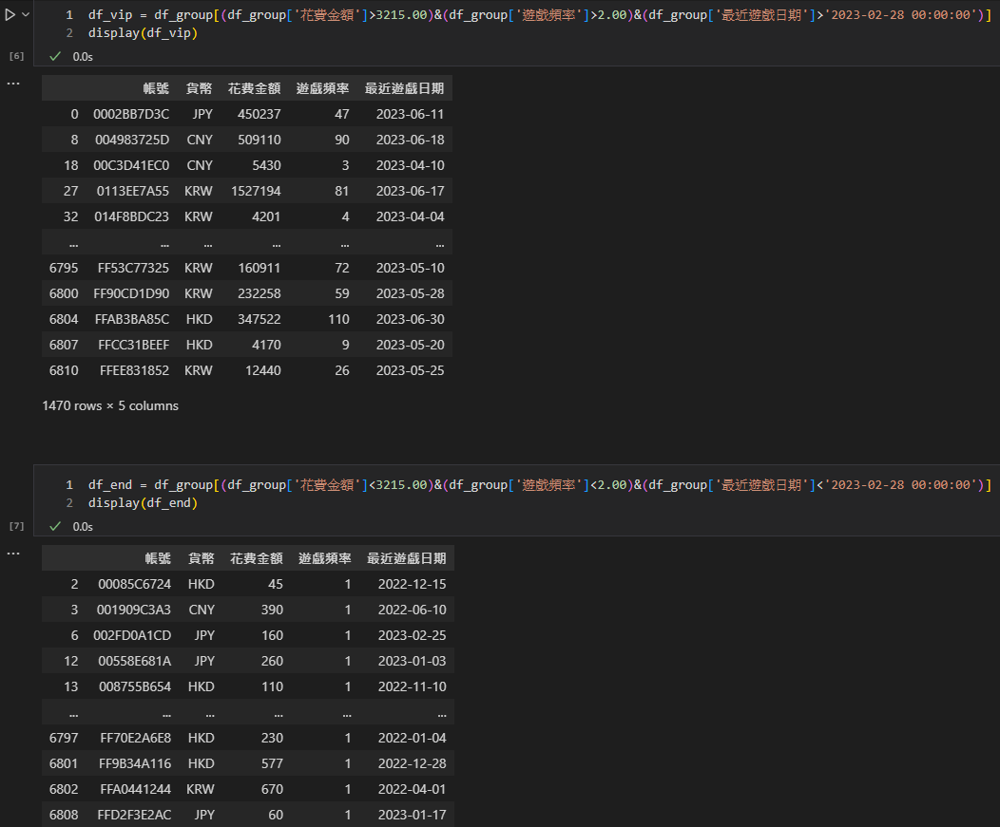 1 df_vip = df_group[(df_group['花費金額']>3215.00)&(df_group['遊戲頻率']>2.00)&(df_group['最近遊戲日期']>'2023-02-28 00:00:00')]
2 display(df_vip)
[6] 0.0s
...
帳號 貨幣 花費金額 遊戲頻率 最近遊戲日期
0 0002BB7D3C JPY 450237 47 2023-06-11
8 004983725D CNY 509110 90 2023-06-18
18 00C3D41EC0 CNY 5430 3 2023-04-10
27 0113EE7A55 KRW 1527194 81 2023-06-17
32 014F8BDC23 KRW 4201 4 2023-04-04
... ... ... ... ... ...
6795 FF53C77325 KRW 160911 72 2023-05-10
6800 FF90CD1D90 KRW 232258 59 2023-05-28
6804 FFAB3BA85C HKD 347522 110 2023-06-30
6807 FFCC31BEEF HKD 4170 9 2023-05-20
6810 FFEE831852 KRW 12440 26 2023-05-25
1470 rows × 5 columns
1 df_end = df_group[(df_group['花費金額']<3215.00)&(df_group['遊戲頻率']<2.00)&(df_group['最近遊戲日期']<'2023-02-28 00:00:00')]
2 display(df_end)
[7] 0.0s
...
帳號 貨幣 花費金額 遊戲頻率 最近遊戲日期
2 00085C6724 HKD 45 1 2022-12-15
3 001909C3A3 CNY 390 1 2022-06-10
6 002FD0A1CD JPY 160 1 2023-02-25
12 00558E681A JPY 260 1 2023-01-03
13 008755B654 HKD 110 1 2022-11-10
... ... ... ... ... ...
6797 FF70E2A6E8 HKD 230 1 2022-01-04
6801 FF9B34A116 HKD 577 1 2022-12-28
6802 FFA0441244 KRW 670 1 2022-04-01
6808 FFD2F3E2AC JPY 60 1 2023-01-17